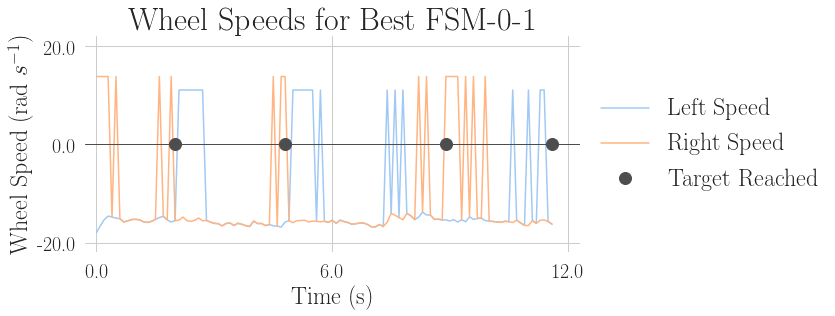 Wheel Speeds for Best FSM-0-1
Wheel Speed (rad s⁻¹)
20.0
0.0
-20.0
0.0
6.0
12.0
Time (s)
Left Speed
Right Speed
Target Reached